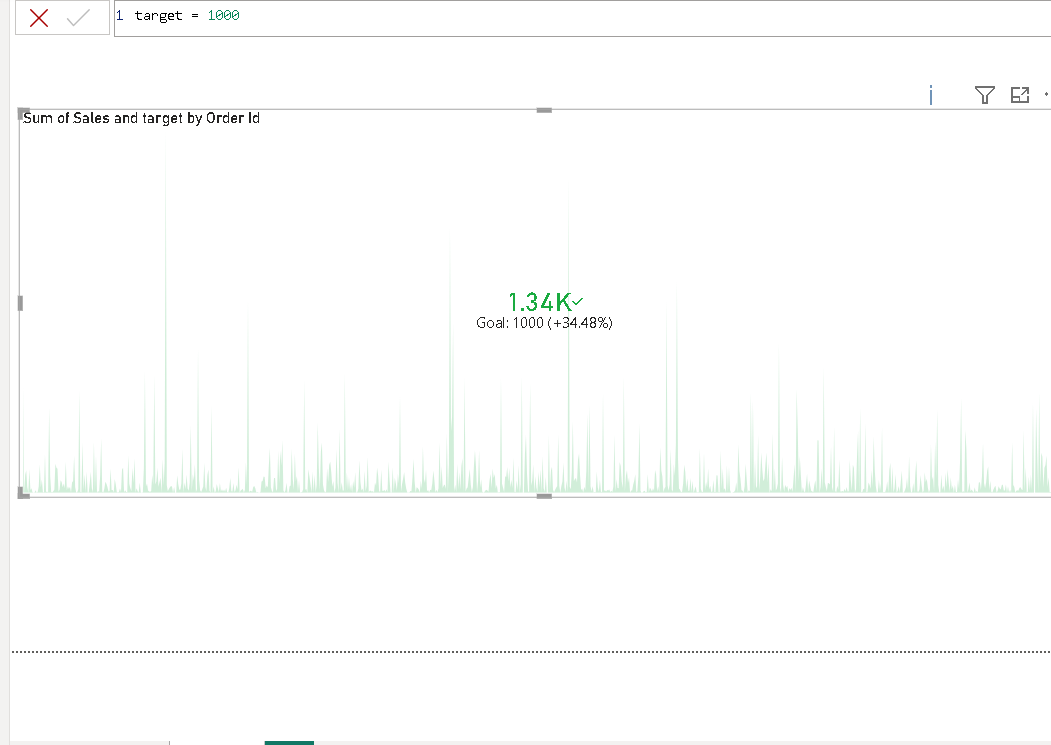 1 target = 1000
Sum of Sales and target by Order Id
1.34K
Goal: 1000 (+34.48%)